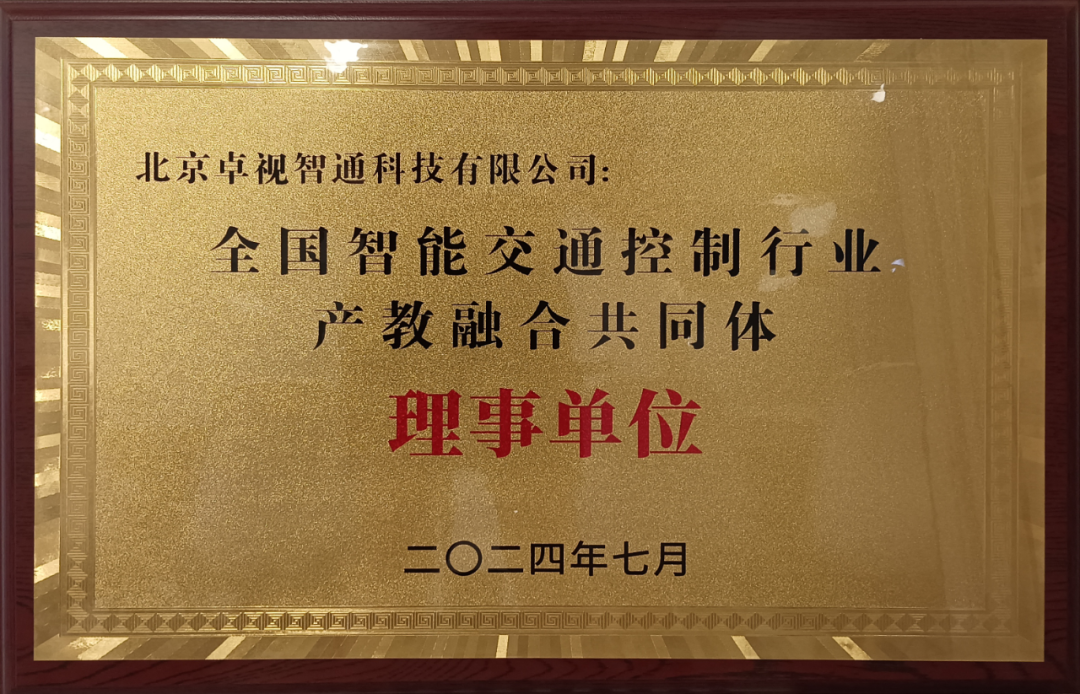 北京卓视智通科技有限公司:
全国智能交通控制行业
产教融合共同体
理事单位
二〇二四年七月